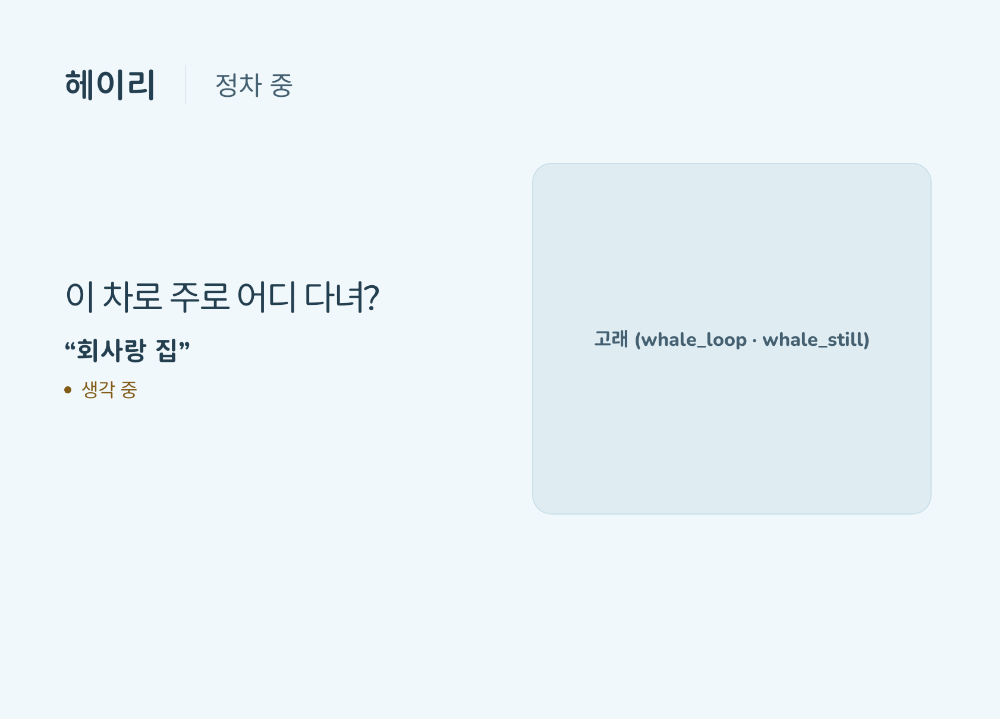 헤이리
정차 중
이 차로 주로 어디 다녀?
“회사랑 집”
• 생각 중
고래 (whale_loop · whale_still)